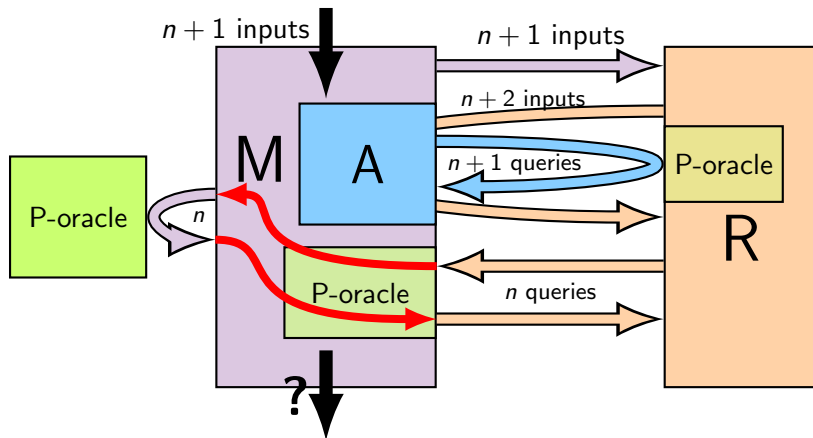 n + 1 inputs
n + 1 inputs
n + 2 inputs
M
A
n + 1 queries
P-oracle
P-oracle
n
R
P-oracle
n queries
?